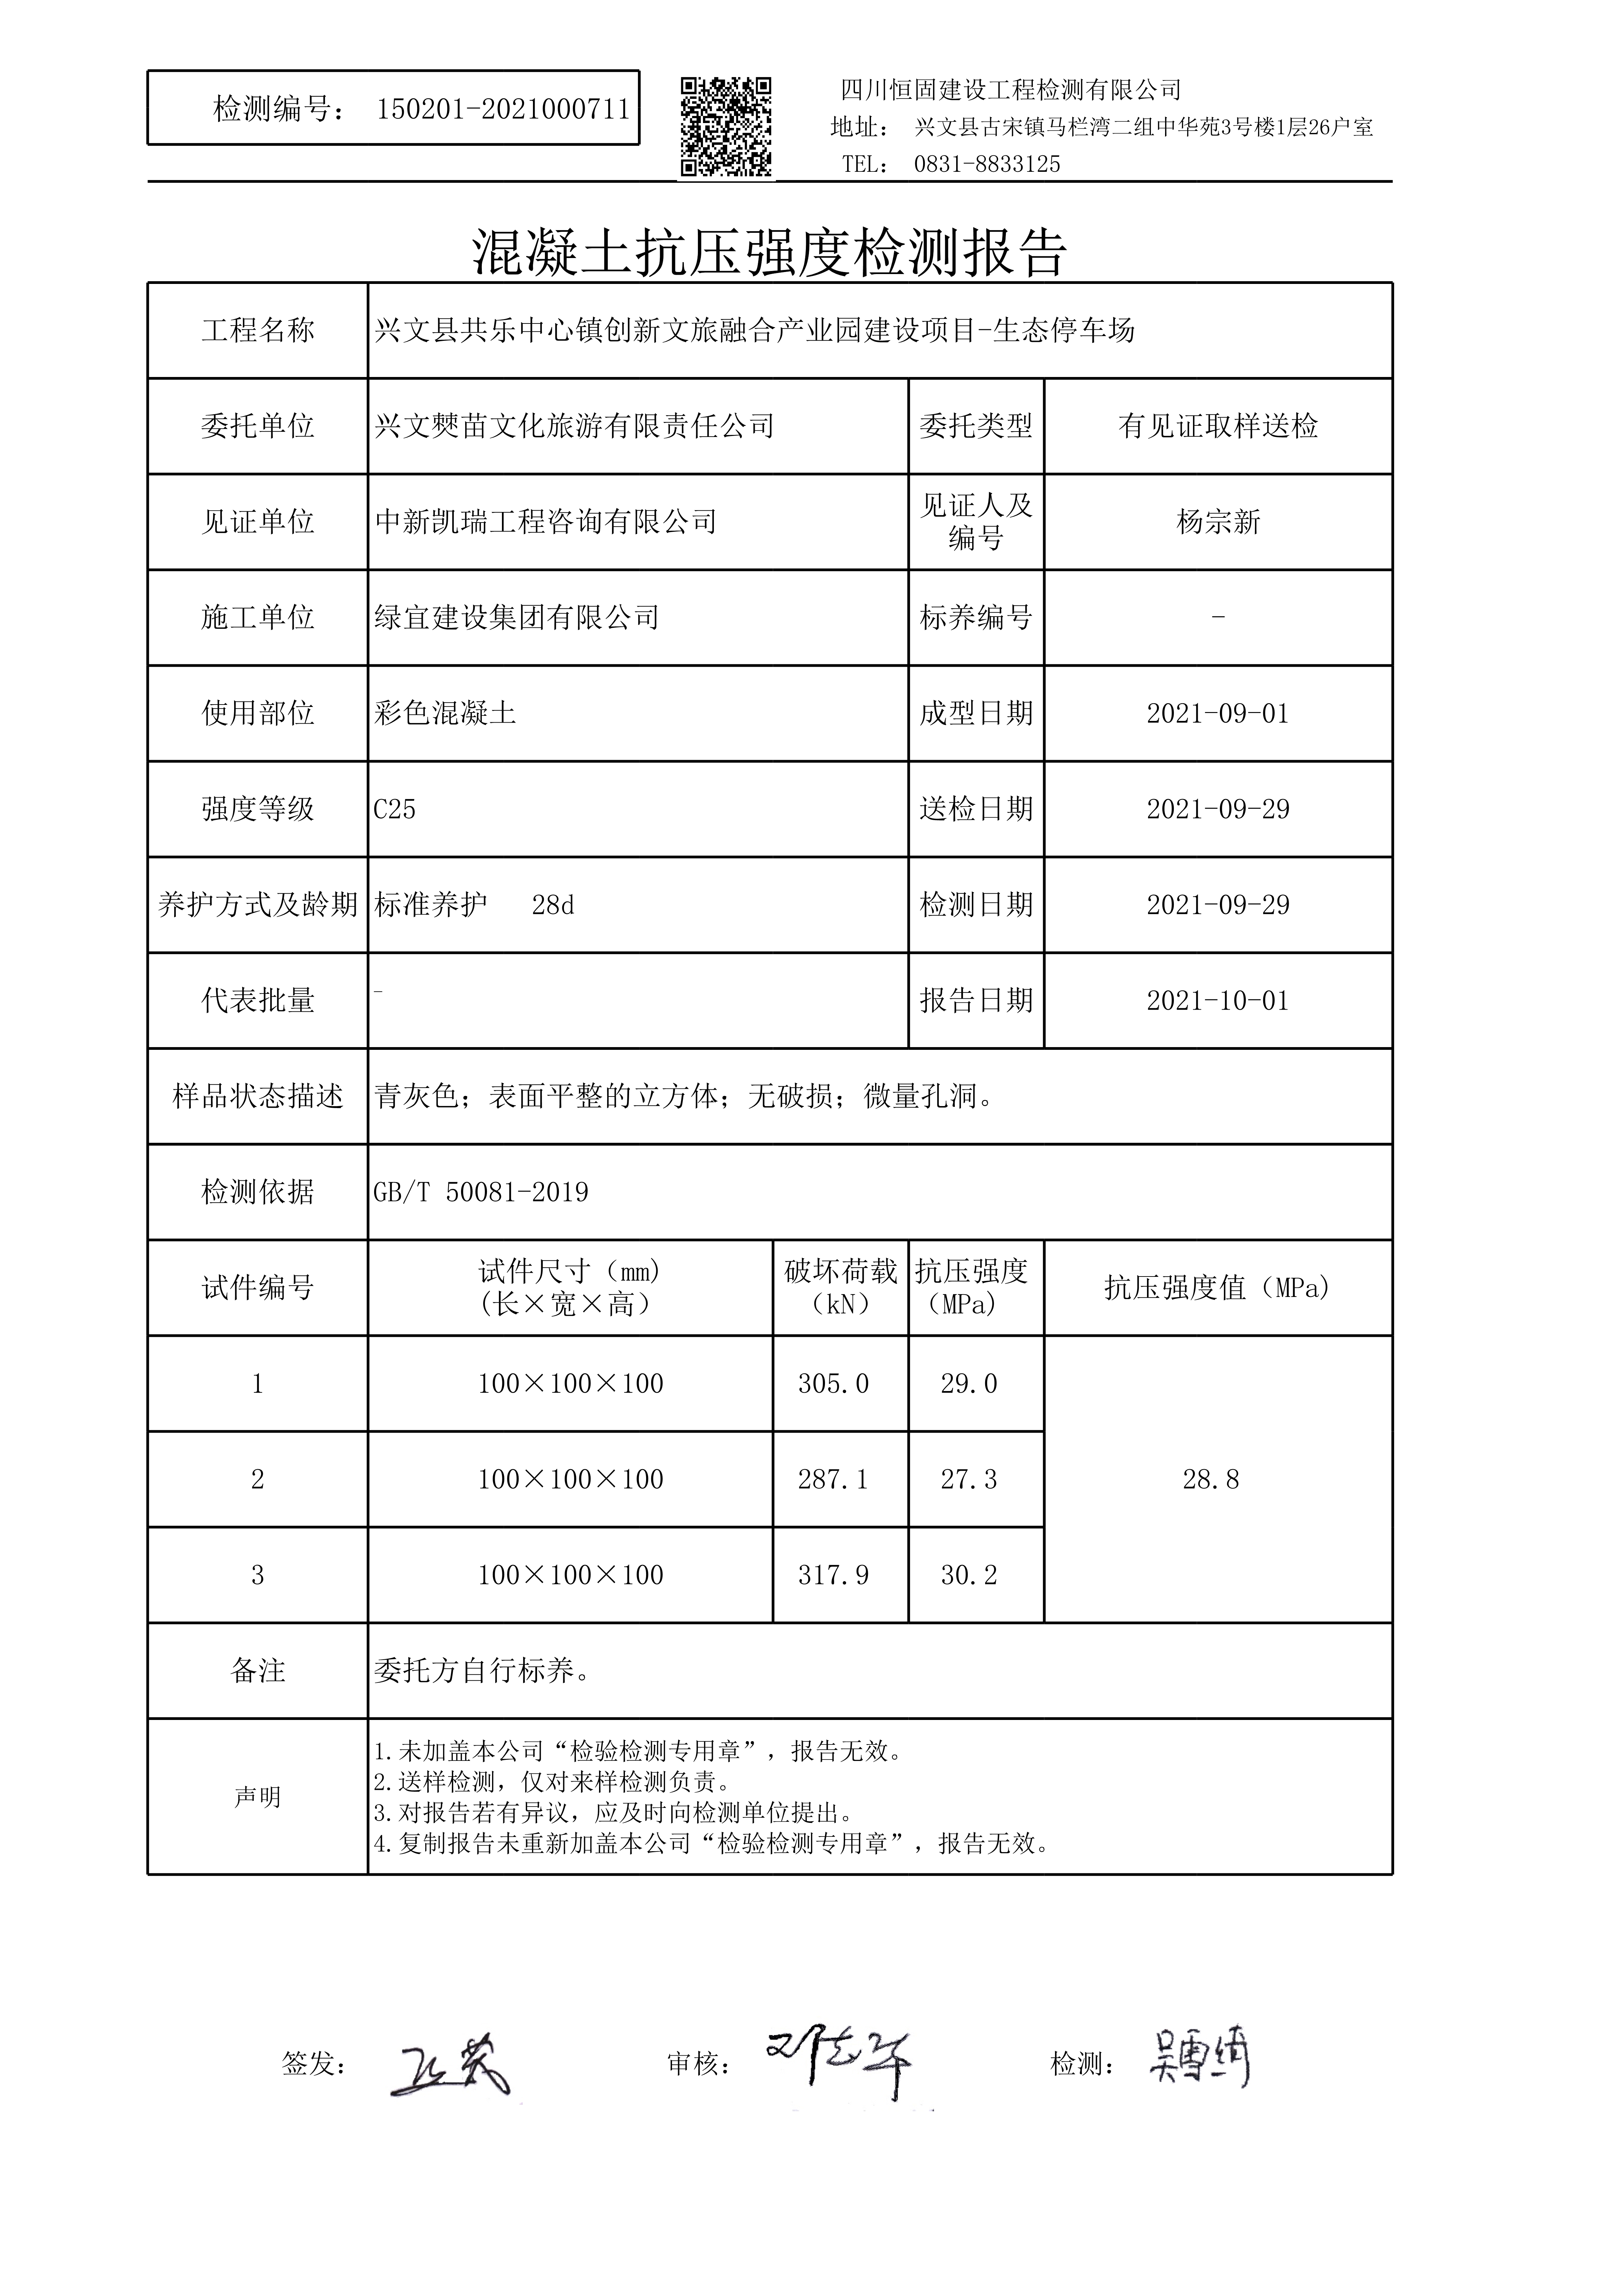 检测编号： 150201-2021000711
四川恒固建设工程检测有限公司
地址： 兴文县古宋镇马栏湾二组中华苑3号楼1层26户室
TEL： 0831-8833125
混凝土抗压强度检测报告
工程名称 兴文县共乐中心镇创新文旅融合产业园建设项目-生态停车场
委托单位 兴文僰苗文化旅游有限责任公司 委托类型 有见证取样送检
见证单位 中新凯瑞工程咨询有限公司 见证人及
编号 杨宗新
施工单位 绿宜建设集团有限公司 标养编号 -
使用部位 彩色混凝土 成型日期 2021-09-01
强度等级 C25 送检日期 2021-09-29
养护方式及龄期 标准养护 28d 检测日期 2021-09-29
代表批量 - 报告日期 2021-10-01
样品状态描述 青灰色；表面平整的立方体；无破损；微量孔洞。
检测依据 GB/T 50081-2019
试件编号 试件尺寸（mm）
（长×宽×高） 破坏荷载
（kN） 抗压强度
（MPa） 抗压强度值（MPa）
1 100×100×100 305.0 29.0
2 100×100×100 287.1 27.3 28.8
3 100×100×100 317.9 30.2
备注 委托方自行标养。
声明
1.未加盖本公司“检验检测专用章”，报告无效。
2.送样检测，仅对来样检测负责。
3.对报告若有异议，应及时向检测单位提出。
4.复制报告未重新加盖本公司“检验检测专用章”，报告无效。
签发： 审核： 检测：